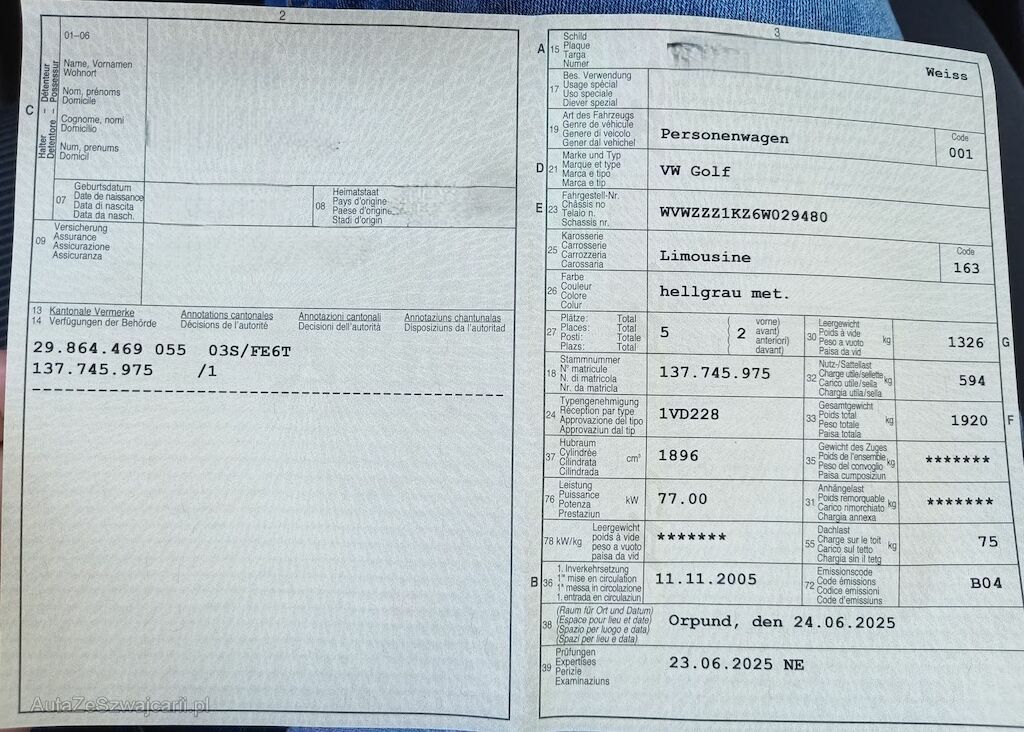 2
01–06
C
Halter – Détenteur
Detentore – Possessur
Name, Vornamen
Wohnort
Nom, prénoms
Domicile
Cognome, nomi
Domicilio
Num, prenums
Domicil
07
Geburtsdatum
Date de naissance
Data di nascita
Data da nasch.
08
Heimatstaat
Pays d'origine
Paese d'origine
Stadi d'origin
09
Versicherung
Assurance
Assicurazione
Assicuranza
13 Kantonale Vermerke Annotations cantonales Annotazioni cantonali Annotaziuns chantunalas
14 Verfügungen der Behörde Décisions de l'autorité Decisioni dell'autorità Disposiziuns da l'autoritad
29.864.469 055 03S/FE6T
137.745.975 /1
AutaZeSzwajcarii.pl
3
A 15
Schild
Plaque
Targa
Numer
Weiss
17
Bes. Verwendung
Usage spécial
Uso speciale
Diever spezial
19
Art des Fahrzeugs
Genre de véhicule
Genere di veicolo
Gener dal vehichel
Personenwagen
Code
001
D 21
Marke und Typ
Marque et type
Marca e tipo
Marca e tip
VW Golf
E 23
Fahrgestell-Nr.
Châssis no
Telaio n.
Schassis nr.
WVWZZZ1KZ6W029480
25
Karosserie
Carrosserie
Carrozzeria
Carossaria
Limousine
Code
163
26
Farbe
Couleur
Colore
Colur
hellgrau met.
27
Plätze: Total
Places: Total
Posti: Totale
Plazs: Total
5
2
vorne)
avant)
anteriori)
davant)
30
Leergewicht
Poids à vide
Peso a vuoto
Paisa da vid
kg
1326
G
18
Stammnummer
N° matricule
N. di matricola
Nr. da matricla
137.745.975
32
Nutz-/Sattellast
Charge utile/sellette
Carico utile/sella
Chargia utila/sella
kg
594
24
Typengenehmigung
Réception par type
Approvazione del tipo
Approvaziun dal tip
1VD228
33
Gesamtgewicht
Poids total
Peso totale
Paisa totala
kg
1920
F
37
Hubraum
Cylindrée
Cilindrata
Cilindrada
cm³
1896
35
Gewicht des Zuges
Poids de l'ensemble
Peso del convoglio
Paisa cumposiziun
kg
*******
76
Leistung
Puissance
Potenza
Prestaziun
kW
77.00
31
Anhängelast
Poids remorquable
Carico rimorchiato
Chargia annexa
kg
*******
78 kW/kg
Leergewicht
poids à vide
peso a vuoto
paisa da vid
*******
55
Dachlast
Charge sur le toit
Carico sul tetto
Chargia sin il tetg
kg
75
B 36
1. Inverkehrsetzung
1re mise en circulation
1a messa in circolazione
1. entrada en circulaziun
11.11.2005
72
Emissionscode
Code émissions
Codice emissioni
Code d'emissiuns
B04
38
(Raum für Ort und Datum)
(Espace pour lieu et date)
(Spazio per luogo e data)
(Spazi per lieu e data)
Orpund, den 24.06.2025
39
Prüfungen
Expertises
Perizie
Examinaziuns
23.06.2025 NE